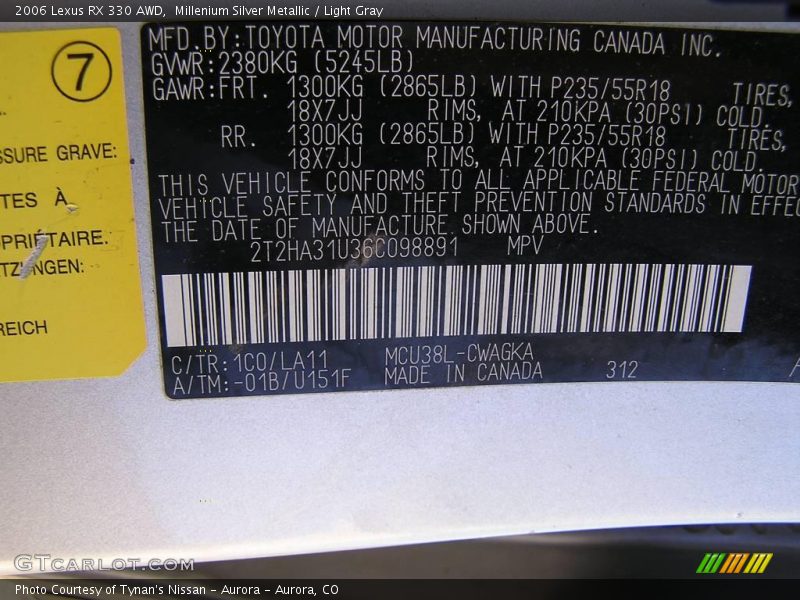 2006 Lexus RX 330 AWD,  Millenium Silver Metallic / Light Gray
7
SSURE GRAVE:
TES À
OPRIÉTAIRE.
TZUNGEN:
REICH
MFD.BY:TOYOTA MOTOR MANUFACTURING CANADA INC.
GVWR:2380KG (5245LB)
GAWR:FRT. 1300KG (2865LB) WITH P235/55R18 TIRES,
18X7JJ RIMS, AT 210KPA (30PSI) COLD.
RR. 1300KG (2865LB) WITH P235/55R18 TIRES,
18X7JJ RIMS, AT 210KPA (30PSI) COLD.
THIS VEHICLE CONFORMS TO ALL APPLICABLE FEDERAL MOTOR
VEHICLE SAFETY AND THEFT PREVENTION STANDARDS IN EFFEC
THE DATE OF MANUFACTURE SHOWN ABOVE.
2T2HA31U36C098891 MPV
C/TR:1C0/LA11 MCU38L-CWAGKA
A/TM:-01B/U151F MADE IN CANADA 312 A
GTCARLOT.COM
Photo Courtesy of Tynan's Nissan - Aurora - Aurora, CO